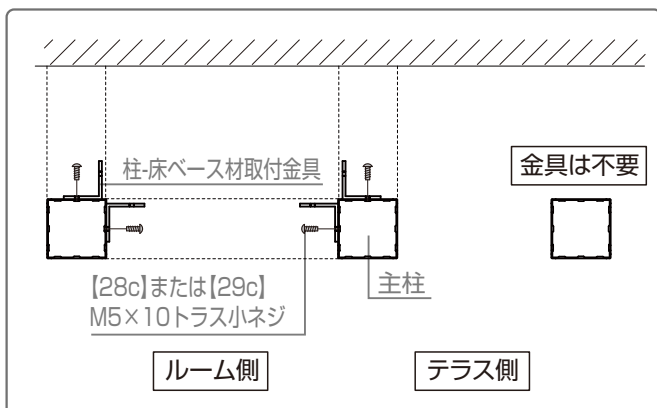 柱-床ベース材取付金具
金具は不要
【28c】または【29c】
M5×10トラス小ネジ
主柱
ルーム側
テラス側